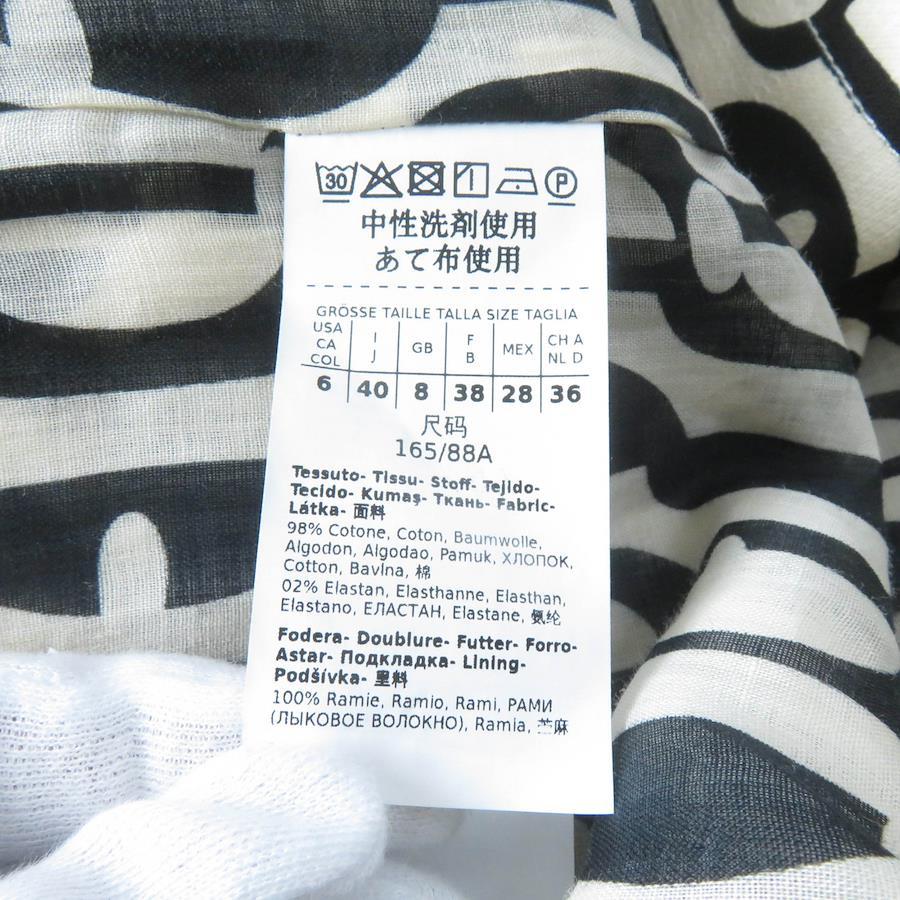 30 P
中性洗剤使用
あて布使用
GRÖSSE TAILLE TALLA SIZE TAGLIA
USA CA COL | I J | GB | F B | MEX | CH A NL D
6 | 40 | 8 | 38 | 28 | 36
尺码
165/88A
Tessuto- Tissu- Stoff- Tejido-
Tecido- Kumaş- Ткань- Fabric-
Látka- 面料
98% Cotone, Coton, Baumwolle,
Algodon, Algodao, Pamuk, ХЛОПОК,
Cotton, Bavlna, 棉
02% Elastan, Elasthanne, Elasthan,
Elastano, ЕЛАСТАН, Elastane, 氨纶
Fodera- Doublure- Futter- Forro-
Astar- Подкладка- Lining-
Podšívka- 里料
100% Ramie, Ramio, Rami, РАМИ
(ЛЫКОВОЕ ВОЛОКНО), Ramia, 苎麻